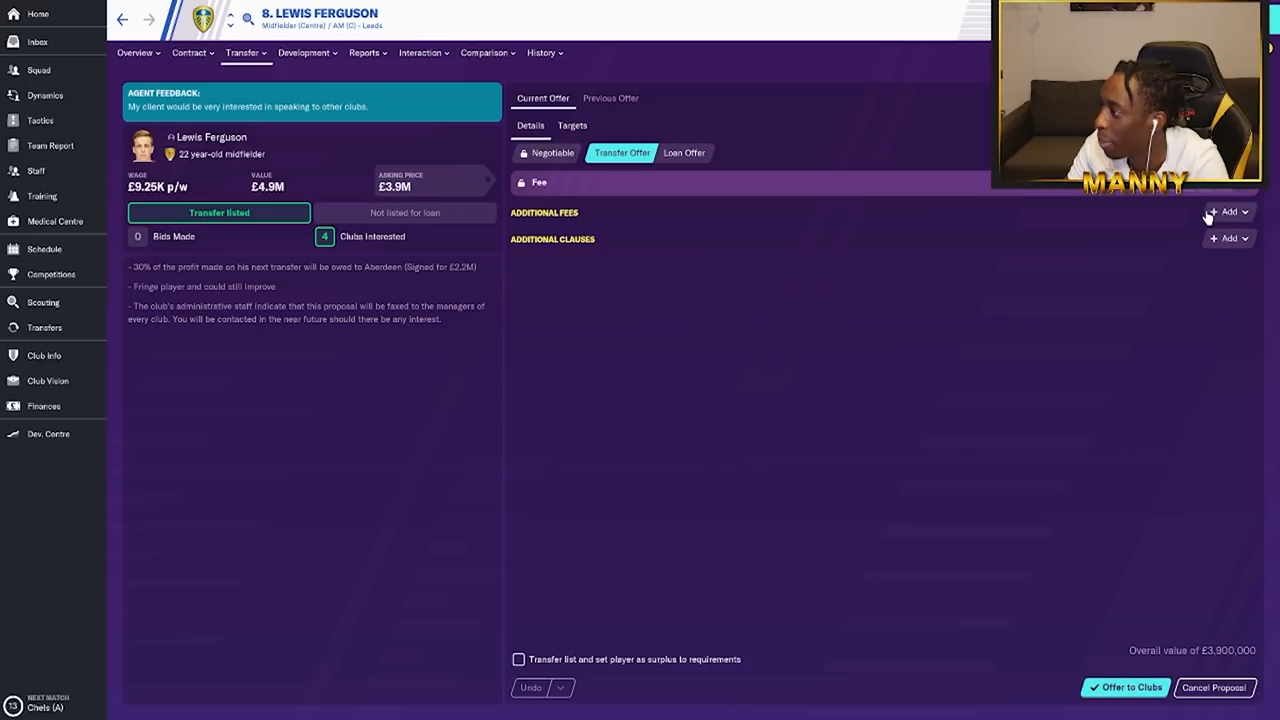 Home
Inbox
Squad
Dynamics
Tactics
Team Report
Staff
Training
Medical Centre
Schedule
Competitions
Scouting
Transfers
Club Info
Club Vision
Finances
Dev. Centre
13
NEXT MATCH
Chels (A)
8. LEWIS FERGUSON
Midfielder (Centre) / AM (C) - Leeds
Overview
Contract
Transfer
Development
Reports
Interaction
Comparison
History
AGENT FEEDBACK:
My client would be very interested in speaking to other clubs.
Lewis Ferguson
22 year-old midfielder
WAGE
£9.25K p/w
VALUE
£4.9M
ASKING PRICE
£3.9M
Transfer listed
Not listed for loan
0 Bids Made
4 Clubs Interested
- 30% of the profit made on his next transfer will be owed to Aberdeen (Signed for £2.2M)
- Fringe player and could still improve
- The club's administrative staff indicate that this proposal will be faxed to the managers of
every club. You will be contacted in the near future should there be any interest.
Current Offer
Previous Offer
Details
Targets
Negotiable
Transfer Offer
Loan Offer
Fee
ADDITIONAL FEES
+ Add
ADDITIONAL CLAUSES
+ Add
MANNY
Overall value of £3,900,000
Transfer list and set player as surplus to requirements
Undo
Offer to Clubs
Cancel Proposal